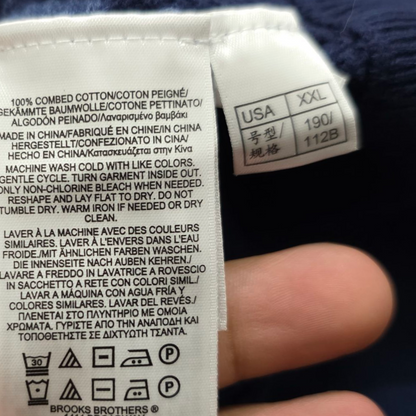 100% COMBED COTTON/COTON PEIGNÉ/
GEKÄMMTE BAUMWOLLE/COTONE PETTINATO/
ALGODÓN PEINADO/Λαναρισμένο βαμβάκι
MADE IN CHINA/FABRIQUÉ EN CHINE/IN CHINA
HERGESTELLT/CONFEZIONATO IN CINA/
HECHO EN CHINA/Κατασκευάζεται στην Κίνα
MACHINE WASH COLD WITH LIKE COLORS.
GENTLE CYCLE. TURN GARMENT INSIDE OUT.
ONLY NON-CHLORINE BLEACH WHEN NEEDED.
RESHAPE AND LAY FLAT TO DRY. DO NOT
TUMBLE DRY. WARM IRON IF NEEDED OR DRY
CLEAN.
LAVER À LA MACHINE AVEC DES COULEURS
SIMILAIRES. LAVER À L'ENVERS DANS L'EAU
FROIDE./MIT ÄHNLICHEN FARBEN WASCHEN.
DIE INNENSEITE NACH AUßEN KEHREN./
LAVARE A FREDDO IN LAVATRICE A ROVESCIO
IN SACCHETTO A RETE CON COLORI SIMILI./
LAVAR A MÁQUINA CON AGUA FRÍA Y
COLORES SIMILARES. LAVAR DEL REVÉS./
ΠΛΕΝΕΤΑΙ ΣΤΟ ΠΛΥΝΤΗΡΙΟ ΜΕ ΟΜΟΙΑ
ΧΡΩΜΑΤΑ. ΓΥΡΙΣΤΕ ΑΠΟ ΤΗΝ ΑΝΑΠΟΔΗ ΚΑΙ
ΤΟΠΟΘΕΤΗΣΤΕ ΣΕ ΔΙΧΤΥΩΤΗ ΤΣΑΝΤΑ.
30 P
P
BROOKS BROTHERS®
USA XXL
号型/ 190/
规格 112B